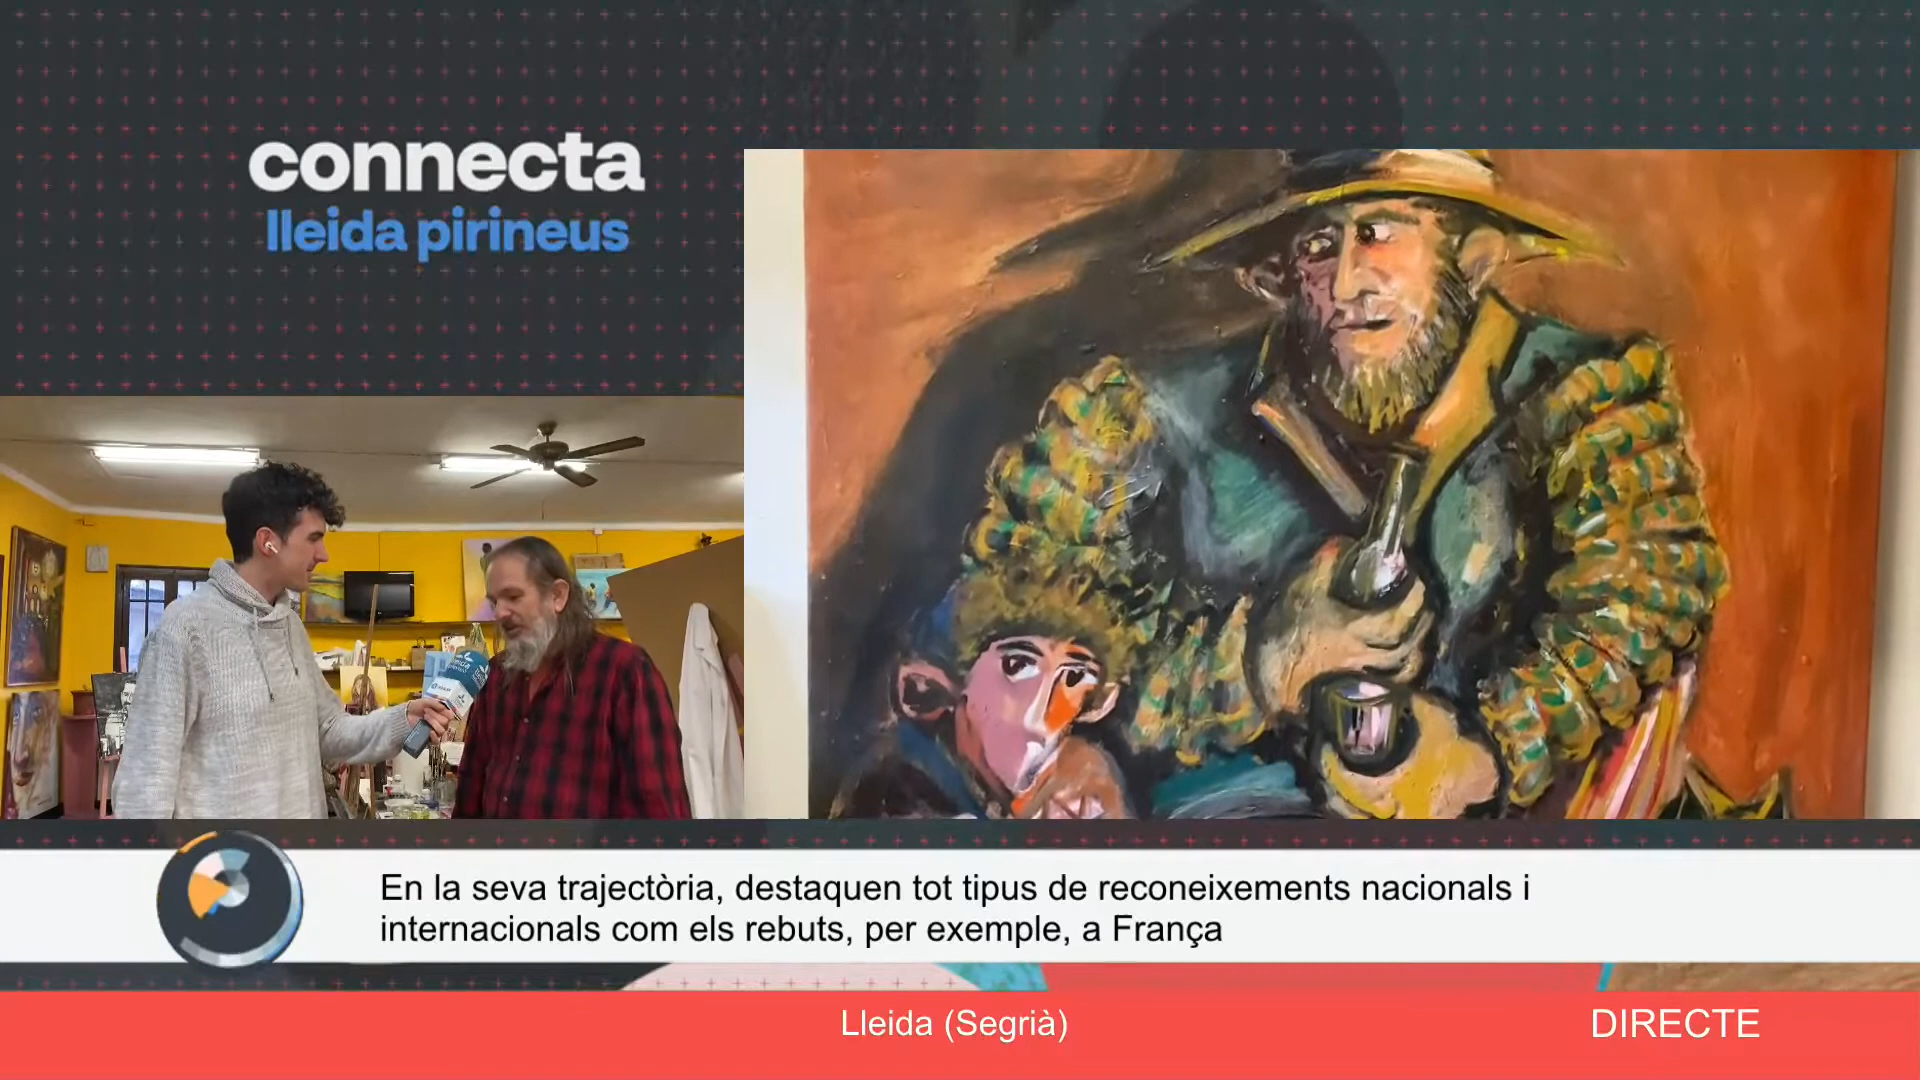 connecta
lleida pirineus
En la seva trajectòria, destaquen tot tipus de reconeixements nacionals i
internacionals com els rebuts, per exemple, a França
Lleida (Segrià)
DIRECTE